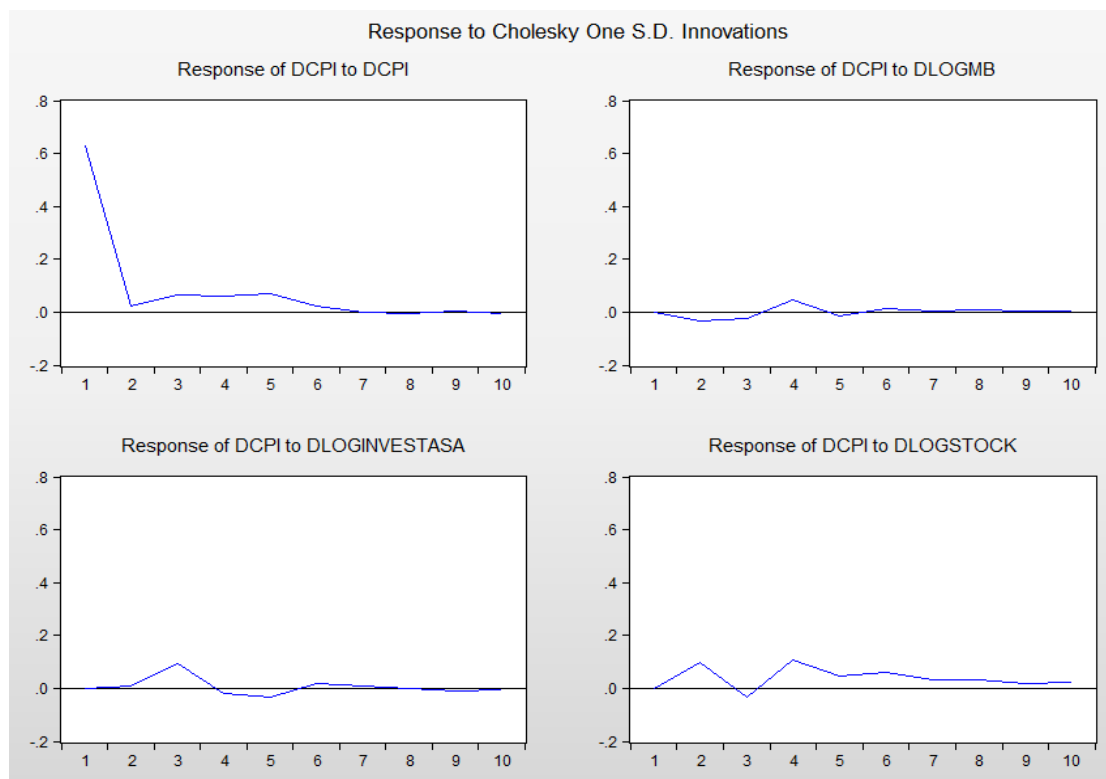 Response to Cholesky One S.D. Innovations
Response of DCPI to DCPI
.8
.6
.4
.2
.0
-.2
1 2 3 4 5 6 7 8 9 10
Response of DCPI to DLOGMB
.8
.6
.4
.2
.0
-.2
1 2 3 4 5 6 7 8 9 10
Response of DCPI to DLOGINVESTASA
.8
.6
.4
.2
.0
-.2
1 2 3 4 5 6 7 8 9 10
Response of DCPI to DLOGSTOCK
.8
.6
.4
.2
.0
-.2
1 2 3 4 5 6 7 8 9 10